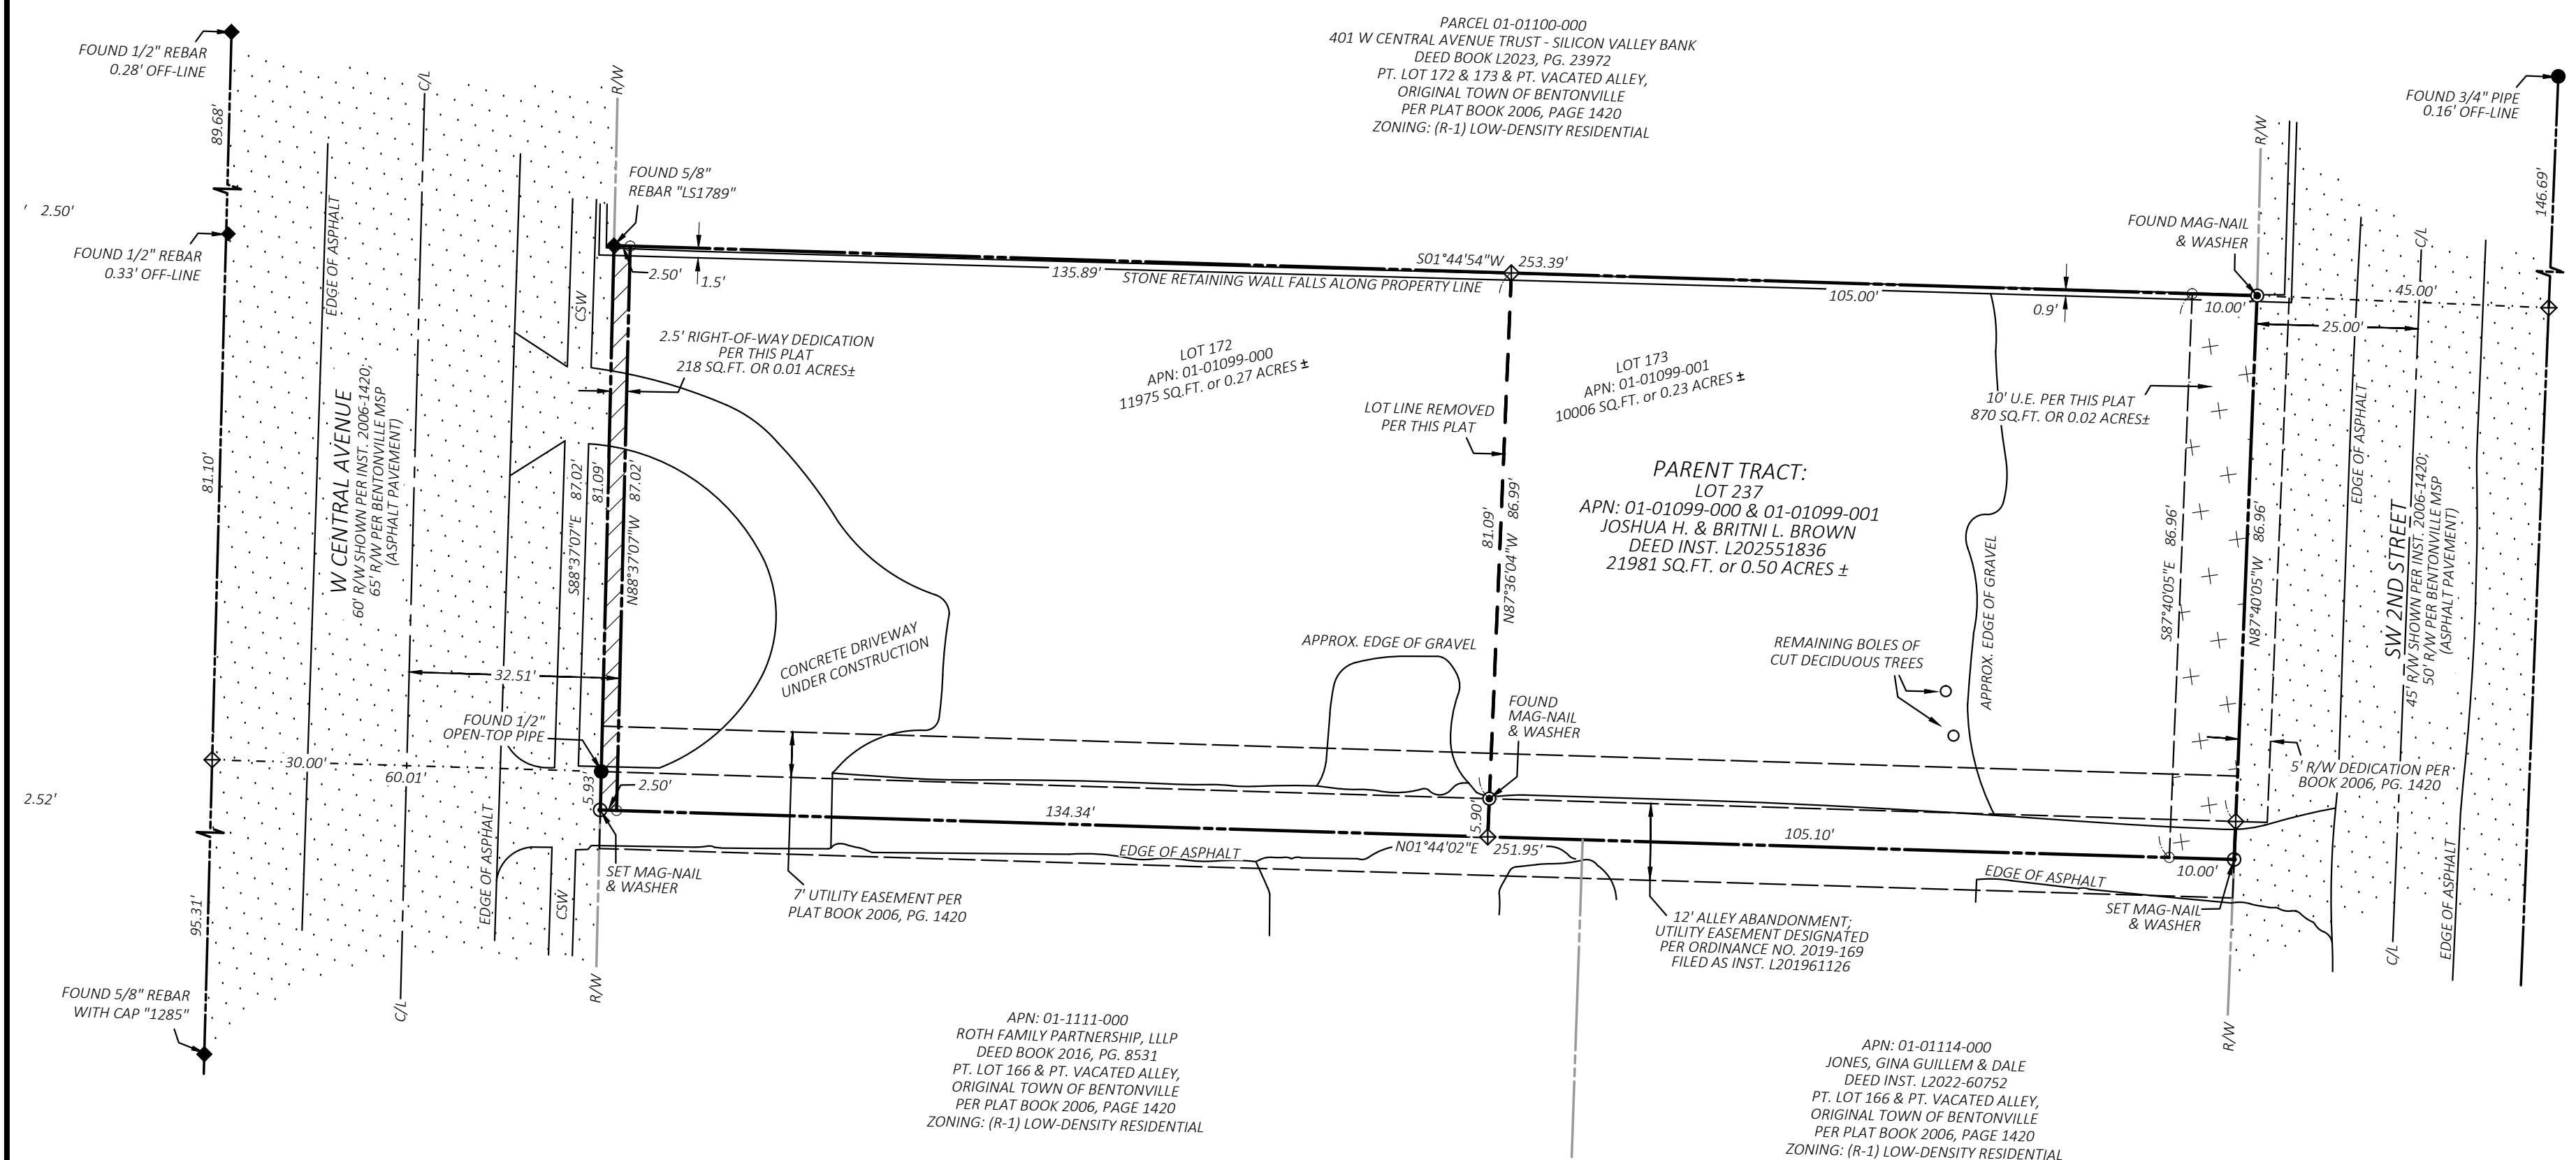 PARCEL 01-01100-000
401 W CENTRAL AVENUE TRUST - SILICON VALLEY BANK
DEED BOOK L2023, PG. 23972
PT. LOT 172 & 173 & PT. VACATED ALLEY,
ORIGINAL TOWN OF BENTONVILLE
PER PLAT BOOK 2006, PAGE 1420
ZONING: (R-1) LOW-DENSITY RESIDENTIAL
FOUND 1/2" REBAR
0.28' OFF-LINE
89.68'
C/L
R/W
FOUND 3/4" PIPE
0.16' OFF-LINE
146.69'
R/W
' 2.50'
FOUND 1/2" REBAR
0.33' OFF-LINE
EDGE OF ASPHALT
CSW
FOUND 5/8"
REBAR "LS1789"
2.50'
1.5'
135.89'
STONE RETAINING WALL FALLS ALONG PROPERTY LINE
S01°44'54"W 253.39'
105.00'
0.9'
10.00'
FOUND MAG-NAIL
& WASHER
C/L
45.00'
25.00'
2.5' RIGHT-OF-WAY DEDICATION
PER THIS PLAT
218 SQ.FT. OR 0.01 ACRES±
LOT 172
APN: 01-01099-000
11975 SQ.FT. or 0.27 ACRES ±
LOT 173
APN: 01-01099-001
10006 SQ.FT. or 0.23 ACRES ±
LOT LINE REMOVED
PER THIS PLAT
10' U.E. PER THIS PLAT
870 SQ.FT. OR 0.02 ACRES±
81.10'
W CENTRAL AVENUE
60' R/W SHOWN PER INST. 2006-1420;
65' R/W PER BENTONVILLE MSP
(ASPHALT PAVEMENT)
S88°37'07"E 87.02'
81.09'
N88°37'07"W 87.02'
81.09'
N87°36'04"W 86.99'
PARENT TRACT:
LOT 237
APN: 01-01099-000 & 01-01099-001
JOSHUA H. & BRITNI L. BROWN
DEED INST. L202551836
21981 SQ.FT. or 0.50 ACRES ±
S87°40'05"E 86.96'
N87°40'05"W 86.96'
EDGE OF ASPHALT
SW 2ND STREET
45' R/W SHOWN PER INST. 2006-1420;
50' R/W PER BENTONVILLE MSP
(ASPHALT PAVEMENT)
CONCRETE DRIVEWAY
UNDER CONSTRUCTION
APPROX. EDGE OF GRAVEL
REMAINING BOLES OF
CUT DECIDUOUS TREES
APPROX. EDGE OF GRAVEL
32.51'
FOUND 1/2"
OPEN-TOP PIPE
FOUND
MAG-NAIL
& WASHER
30.00'
60.01'
2.52'
5.93'
2.50'
134.34'
5.90'
105.10'
5' R/W DEDICATION PER
BOOK 2006, PG. 1420
EDGE OF ASPHALT
N01°44'02"E 251.95'
EDGE OF ASPHALT
10.00'
EDGE OF ASPHALT
CSW
SET MAG-NAIL
& WASHER
7' UTILITY EASEMENT PER
PLAT BOOK 2006, PG. 1420
12' ALLEY ABANDONMENT;
UTILITY EASEMENT DESIGNATED
PER ORDINANCE NO. 2019-169
FILED AS INST. L201961126
SET MAG-NAIL
& WASHER
EDGE OF ASPHALT
C/L
95.31'
FOUND 5/8" REBAR
WITH CAP "1285"
C/L
R/W
R/W
APN: 01-1111-000
ROTH FAMILY PARTNERSHIP, LLLP
DEED BOOK 2016, PG. 8531
PT. LOT 166 & PT. VACATED ALLEY,
ORIGINAL TOWN OF BENTONVILLE
PER PLAT BOOK 2006, PAGE 1420
ZONING: (R-1) LOW-DENSITY RESIDENTIAL
APN: 01-01114-000
JONES, GINA GUILLEM & DALE
DEED INST. L2022-60752
PT. LOT 166 & PT. VACATED ALLEY,
ORIGINAL TOWN OF BENTONVILLE
PER PLAT BOOK 2006, PAGE 1420
ZONING: (R-1) LOW-DENSITY RESIDENTIAL